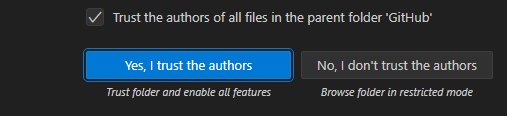 Trust the authors of all files in the parent folder 'GitHub'
Yes, I trust the authors No, I don't trust the authors
Trust folder and enable all features Browse folder in restricted mode